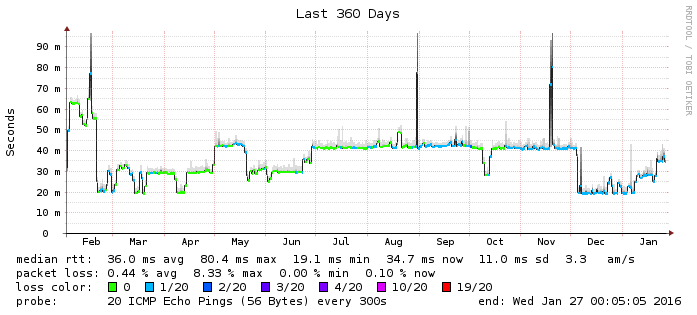 Last 360 Days
RRDTOOL / TOBI OETIKER
Seconds
90 m
80 m
70 m
60 m
50 m
40 m
30 m
20 m
10 m
0
Feb Mar Apr May Jun Jul Aug Sep Oct Nov Dec Jan
median rtt: 36.0 ms avg 80.4 ms max 19.1 ms min 34.7 ms now 11.0 ms sd 3.3 am/s
packet loss: 0.44 % avg 8.33 % max 0.00 % min 0.10 % now
loss color: 0 1/20 2/20 3/20 4/20 10/20 19/20
probe: 20 ICMP Echo Pings (56 Bytes) every 300s end: Wed Jan 27 00:05:05 2016